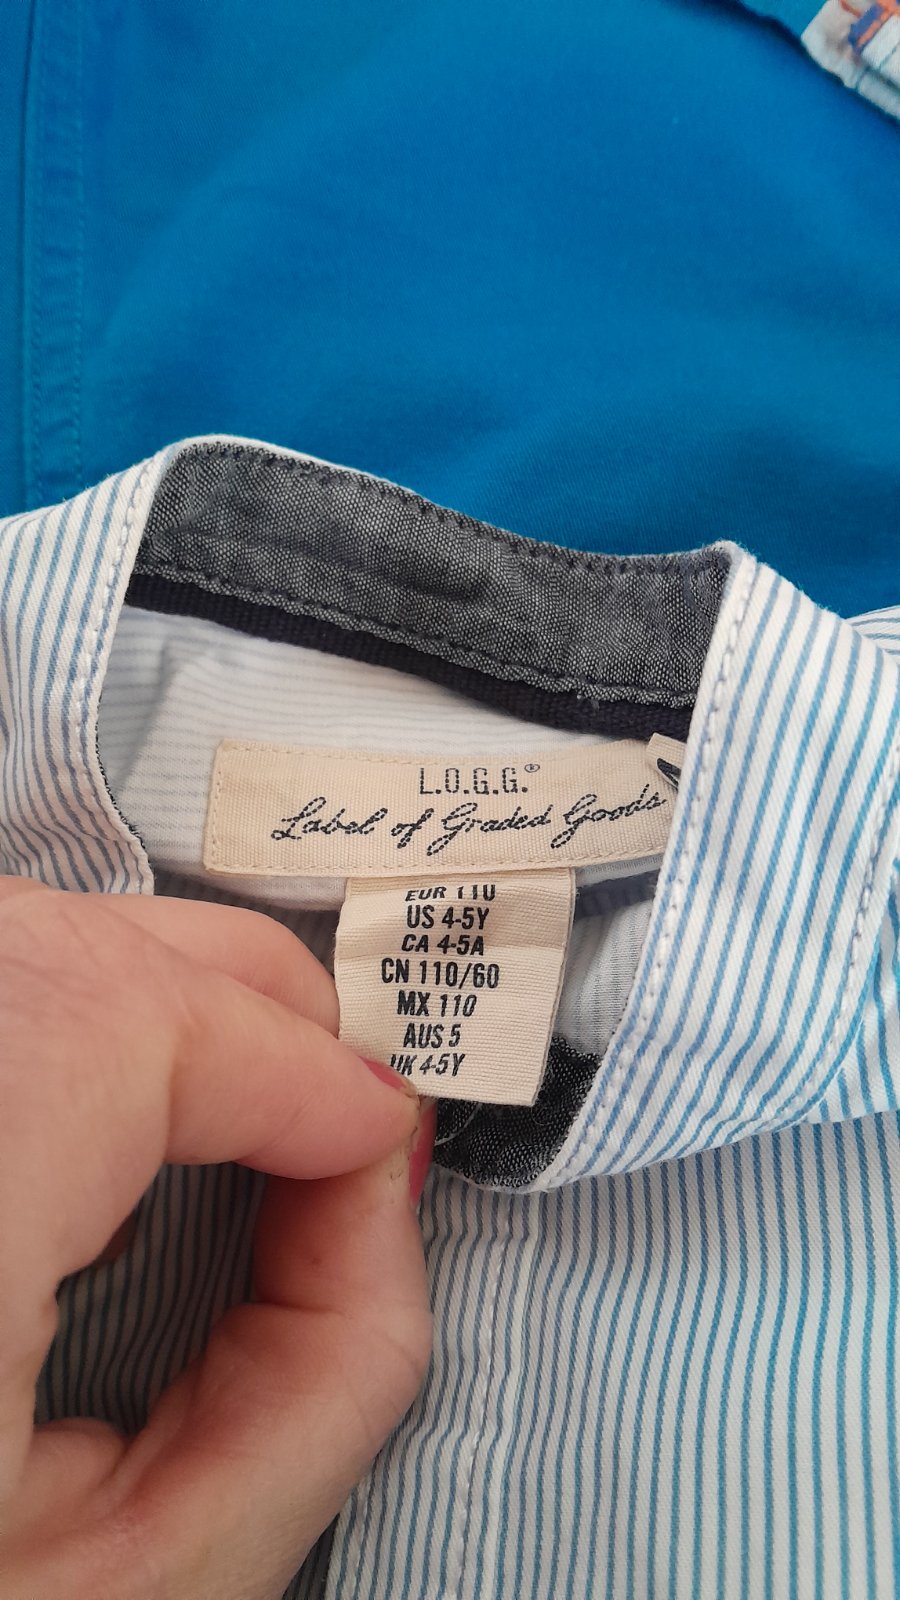 L.O.G.G.®
Label of Graded Goods
EUR 110
US 4-5Y
CA 4-5A
CN 110/60
MX 110
AUS 5
UK 4-5Y